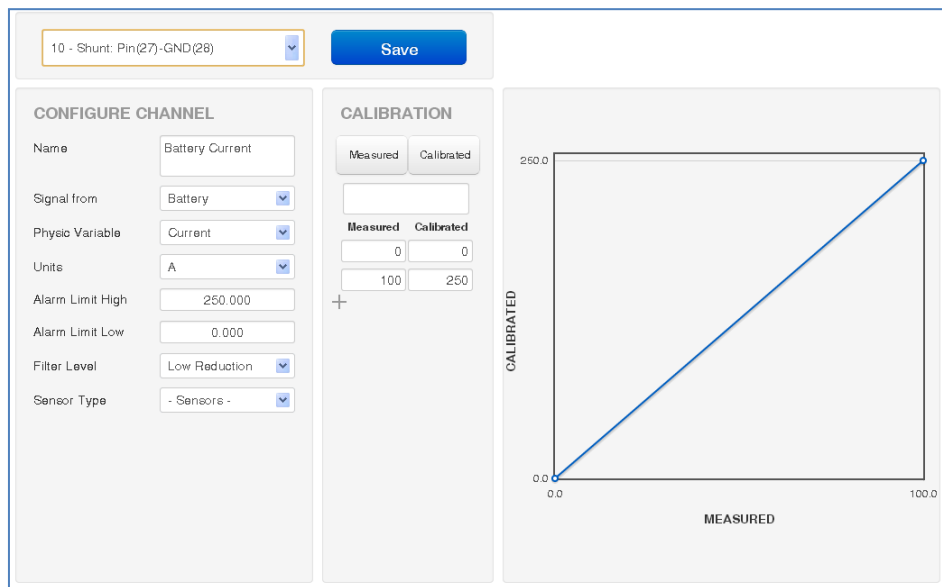 10 - Shunt: Pin(27)-GND(28)
Save
CONFIGURE CHANNEL
Name
Battery Current
Signal from
Battery
Physic Variable
Current
Units
A
Alarm Limit High
250.000
Alarm Limit Low
0.000
Filter Level
Low Reduction
Sensor Type
- Sensors -
CALIBRATION
Measured Calibrated
Measured Calibrated
0 0
100 250
+
250.0
CALIBRATED
0.0
0.0 100.0
MEASURED